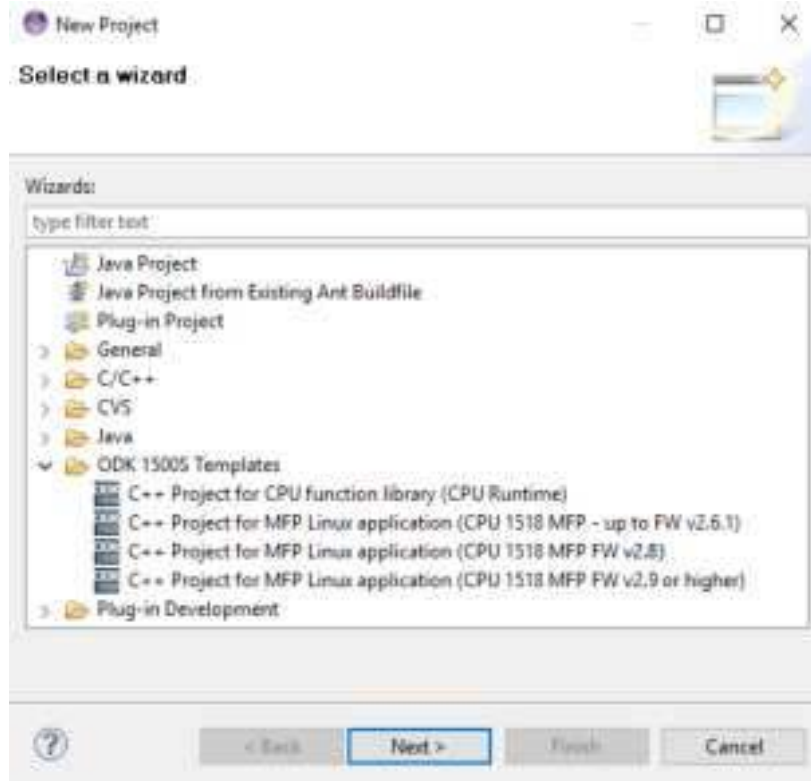 New Project
Select a wizard
Wizards:
type filter text
Java Project
Java Project from Existing Ant Buildfile
Plug-in Project
General
C/C++
CVS
Java
ODK 1500S Templates
C++ Project for CPU function library (CPU Runtime)
C++ Project for MFP Linux application (CPU 1518 MFP - up to FW v2.6.1)
C++ Project for MFP Linux application (CPU 1518 MFP FW v2.8)
C++ Project for MFP Linux application (CPU 1518 MFP FW v2.9 or higher)
Plug-in Development
?
< Back
Next >
Finish
Cancel